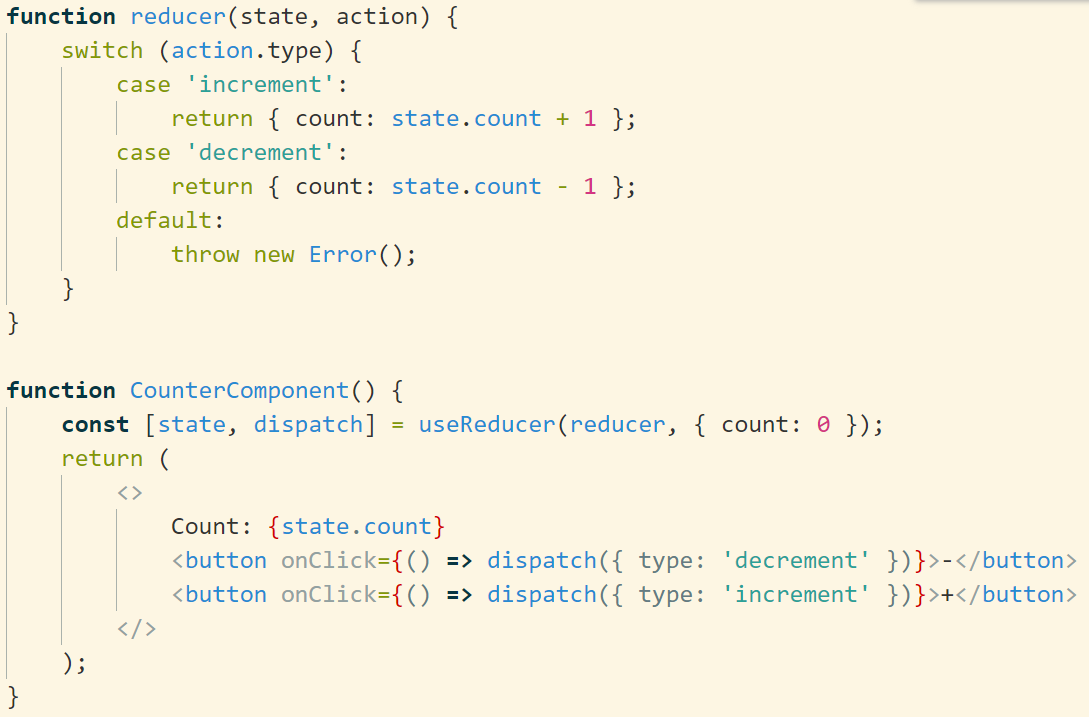 function reducer(state, action) {
    switch (action.type) {
        case 'increment':
            return { count: state.count + 1 };
        case 'decrement':
            return { count: state.count - 1 };
        default:
            throw new Error();
    }
}

function CounterComponent() {
    const [state, dispatch] = useReducer(reducer, { count: 0 });
    return (
        <>
            Count: {state.count}
            <button onClick={() => dispatch({ type: 'decrement' })}>-</button>
            <button onClick={() => dispatch({ type: 'increment' })}>+</button>
        </>
    );
}